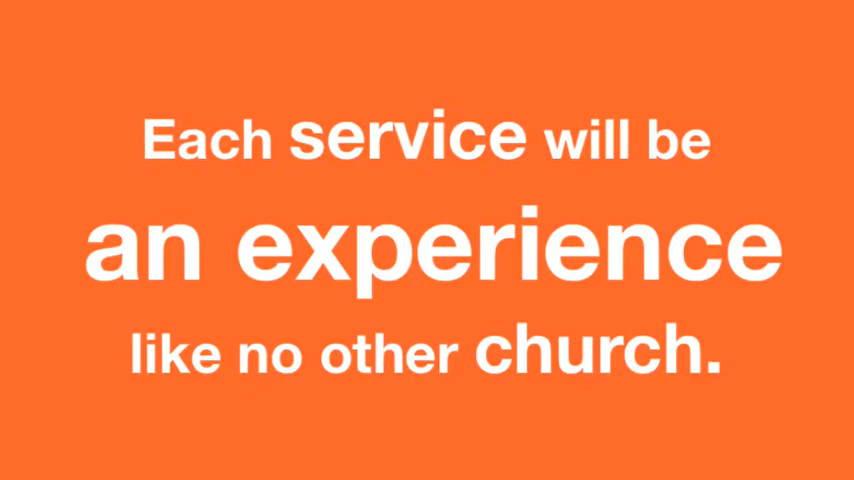 Each service will be
an experience
like no other church.